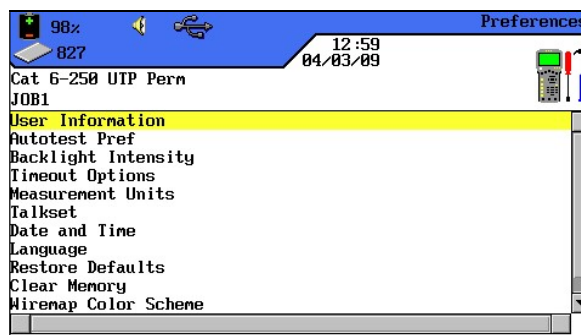 98% Preferences
827 12:59
04/03/09
Cat 6-250 UTP Perm
JOB1
User Information
Autotest Pref
Backlight Intensity
Timeout Options
Measurement Units
Talkset
Date and Time
Language
Restore Defaults
Clear Memory
Wiremap Color Scheme